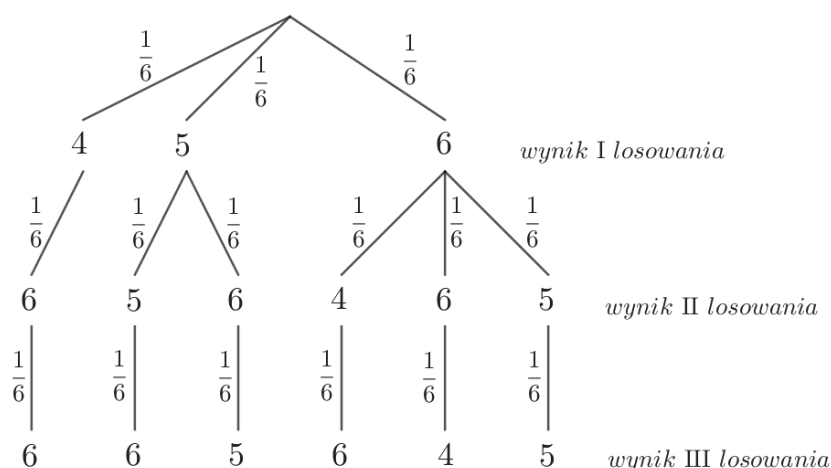 1/6 1/6 1/6
4 5 6 wynik I losowania
1/6 1/6 1/6 1/6 1/6 1/6
6 5 6 4 6 5 wynik II losowania
1/6 1/6 1/6 1/6 1/6 1/6
6 6 5 6 4 5 wynik III losowania